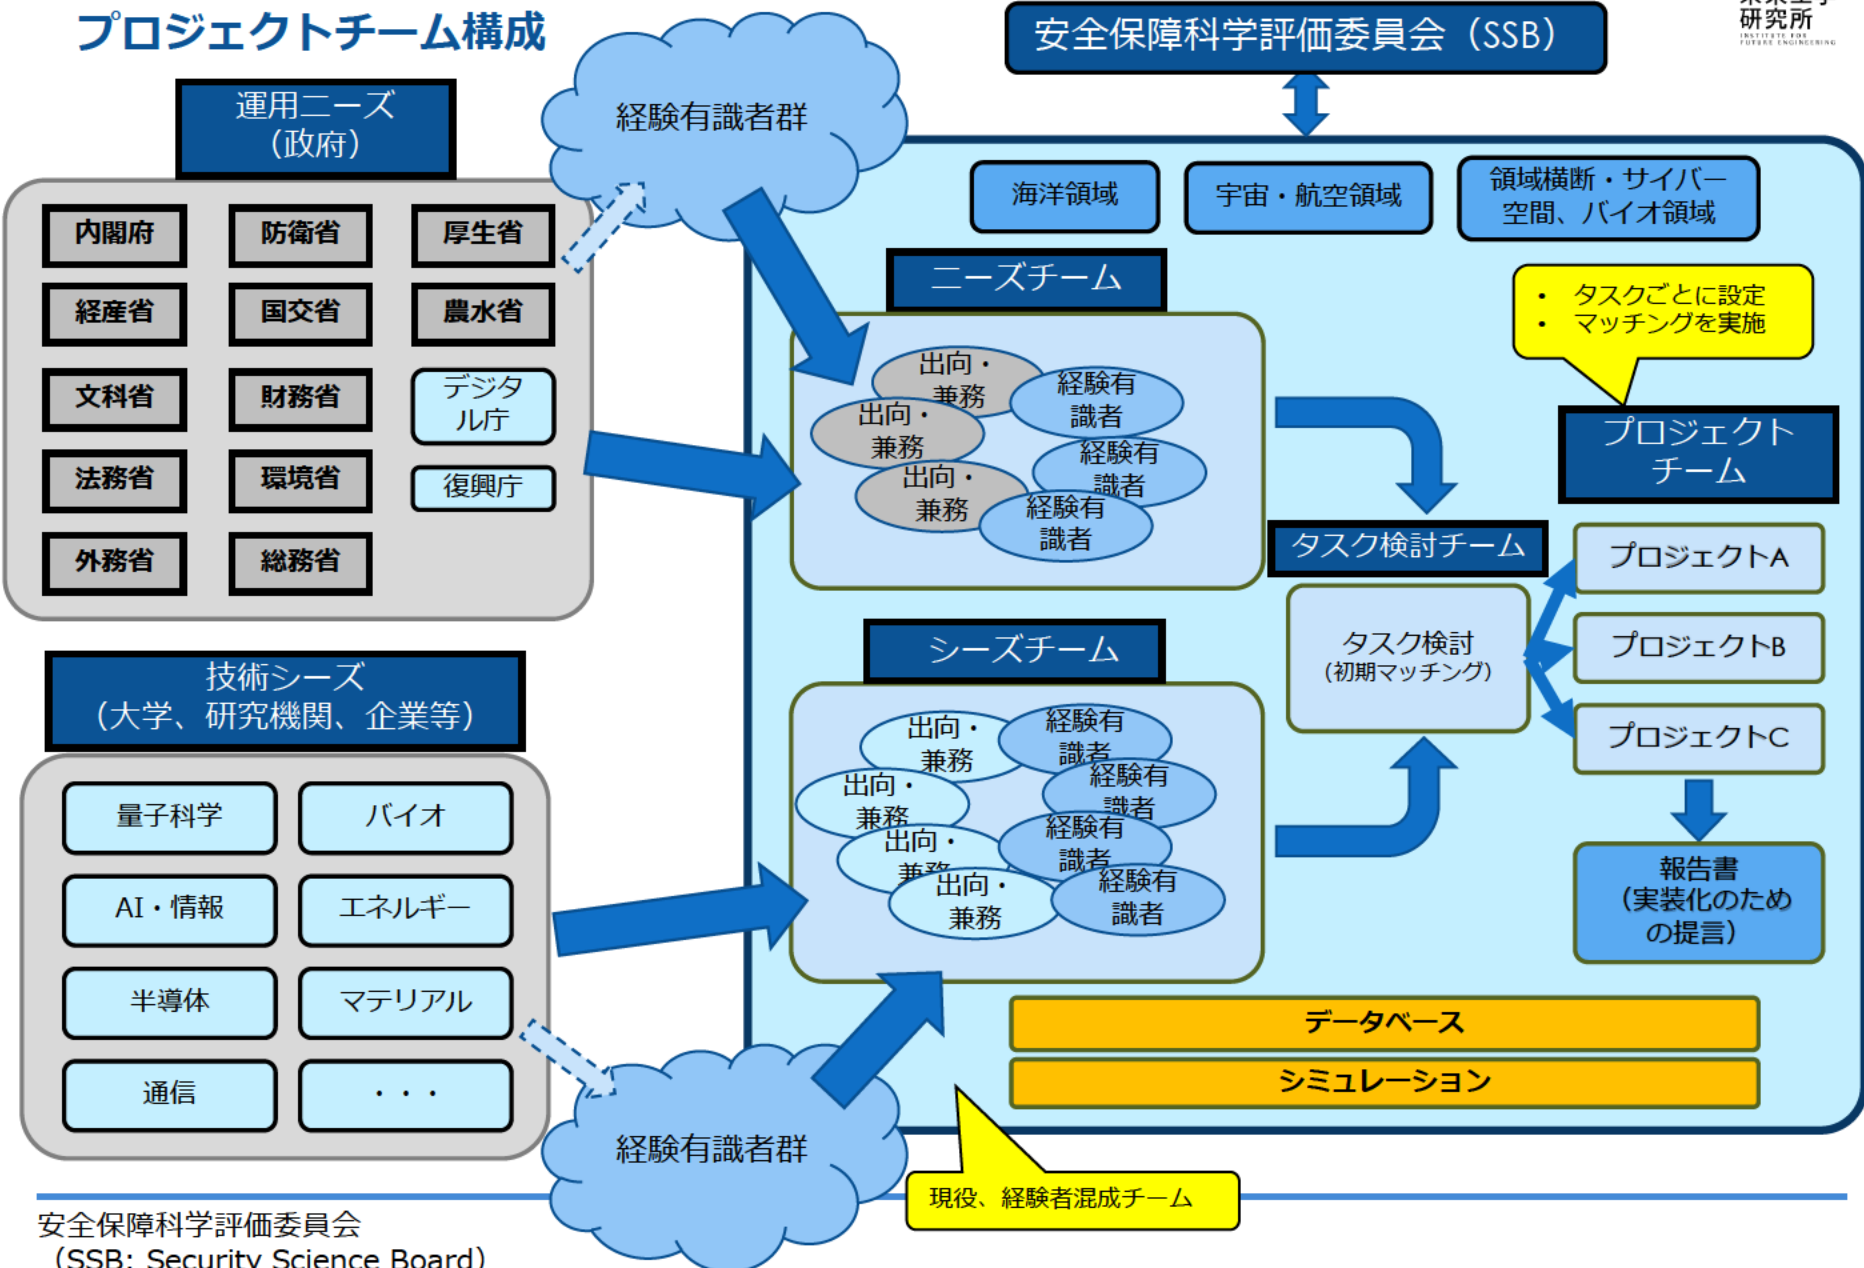 プロジェクトチーム構成
安全保障科学評価委員会（SSB）
研究所
INSTITUTE FOR
FUTURE ENGINEERING
運用ニーズ
（政府）
経験有識者群
内閣府
防衛省
厚生省
経産省
国交省
農水省
文科省
財務省
デジタ
ル庁
法務省
環境省
復興庁
外務省
総務省
海洋領域
宇宙・航空領域
領域横断・サイバー
空間、バイオ領域
ニーズチーム
• タスクごとに設定
• マッチングを実施
出向・
兼務
経験有
識者
出向・
兼務
経験有
識者
出向・
兼務
経験有
識者
プロジェクト
チーム
タスク検討チーム
プロジェクトA
タスク検討
（初期マッチング）
プロジェクトB
プロジェクトC
報告書
（実装化のため
の提言）
技術シーズ
（大学、研究機関、企業等）
量子科学
バイオ
AI・情報
エネルギー
半導体
マテリアル
通信
・・・
シーズチーム
出向・
兼務
経験有
識者
出向・
兼務
経験有
識者
出向・
兼務
経験有
識者
出向・
兼務
経験有
識者
データベース
シミュレーション
経験有識者群
現役、経験者混成チーム
安全保障科学評価委員会
（SSB: Security Science Board）